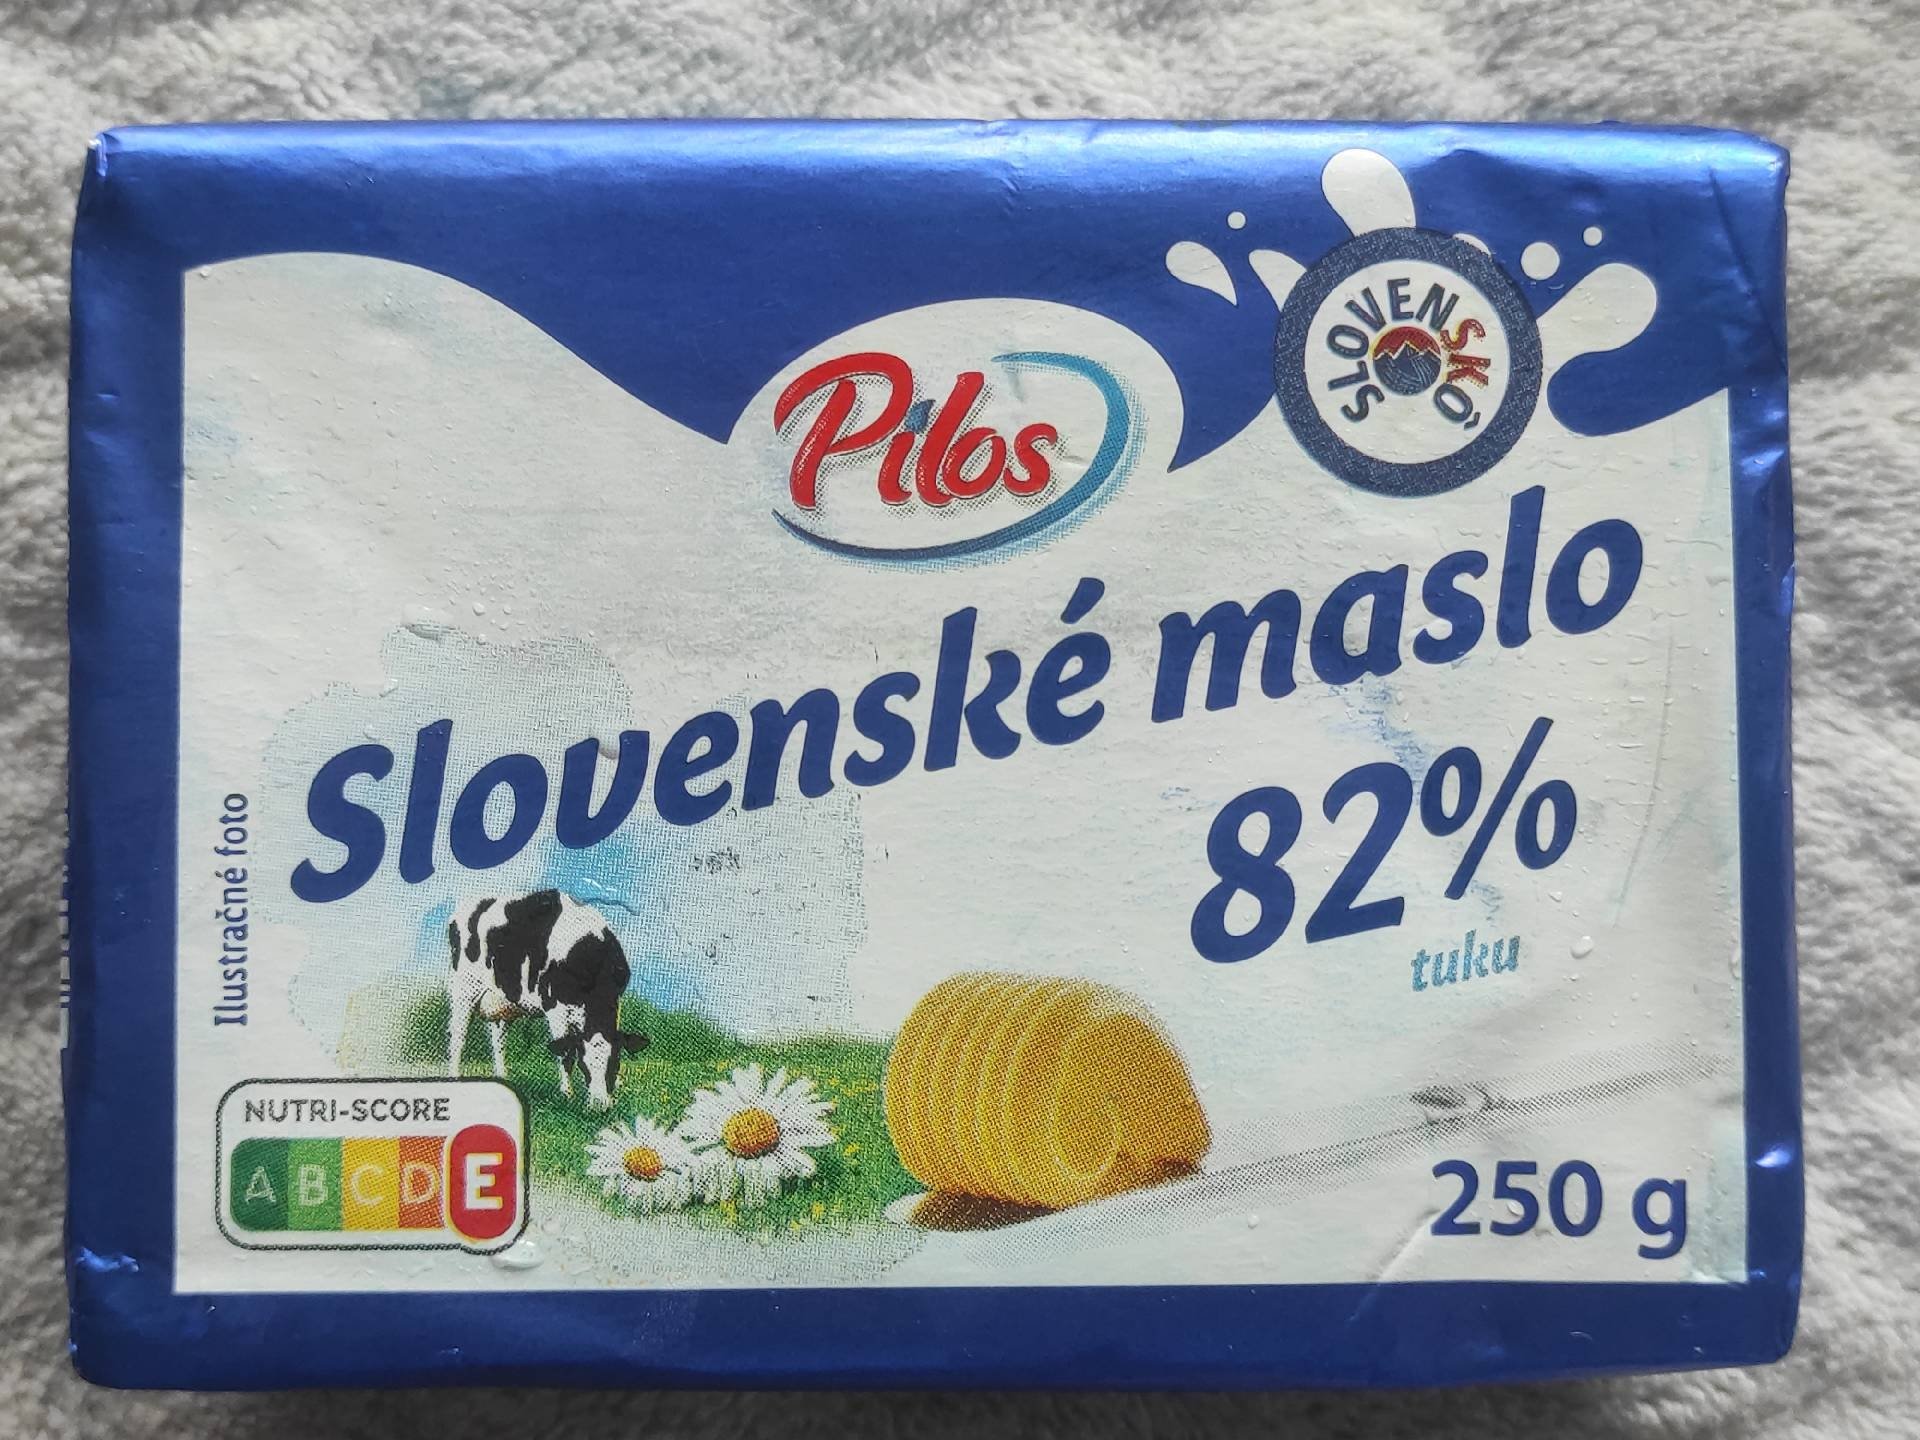 Pilos
SLOVENSKO
Slovenské maslo
82%
tuku
Ilustračné foto
NUTRI-SCORE
A B C D E
250 g